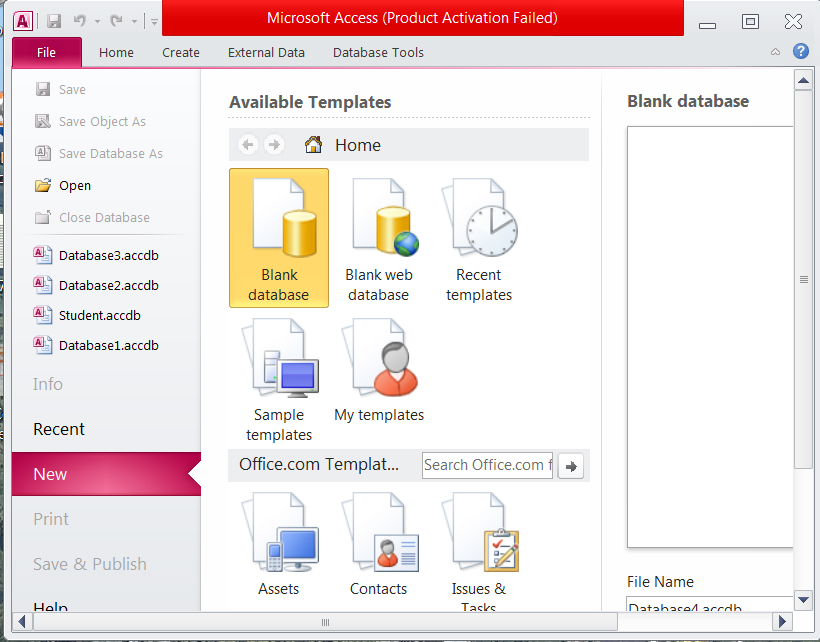 Microsoft Access (Product Activation Failed)
File Home Create External Data Database Tools
Save
Save Object As
Save Database As
Open
Close Database
Database3.accdb
Database2.accdb
Student.accdb
Database1.accdb
Info
Recent
New
Print
Save & Publish
Help
Available Templates
Home
Blank
database
Blank web
database
Recent
templates
Sample
templates
My templates
Office.com Templat...
Search Office.com f
Assets
Contacts
Issues &
Tasks
Blank database
File Name
Database4.accdb